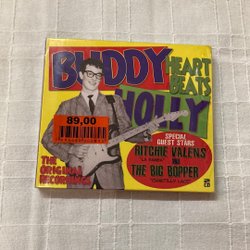 BUDDY
HEART
BEATS
HOLLY
89,00
SPECIAL
GUEST STARS
RITCHIE VALENS
"LA BAMBA"
AND
THE BIG BOPPER
"CHANTILLY LACE"
THE
ORIGINAL
RECORDINGS
CD